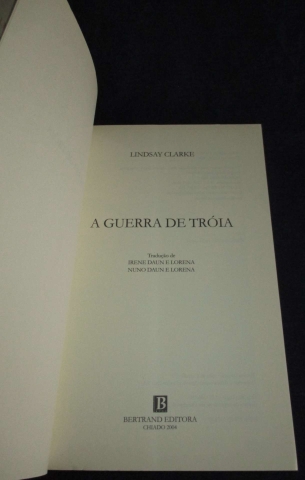 LINDSAY CLARKE
A GUERRA DE TRÓIA
Tradução de
IRENE DAUN E LORENA
NUNO DAUN E LORENA
B
BERTRAND EDITORA
CHIADO 2004